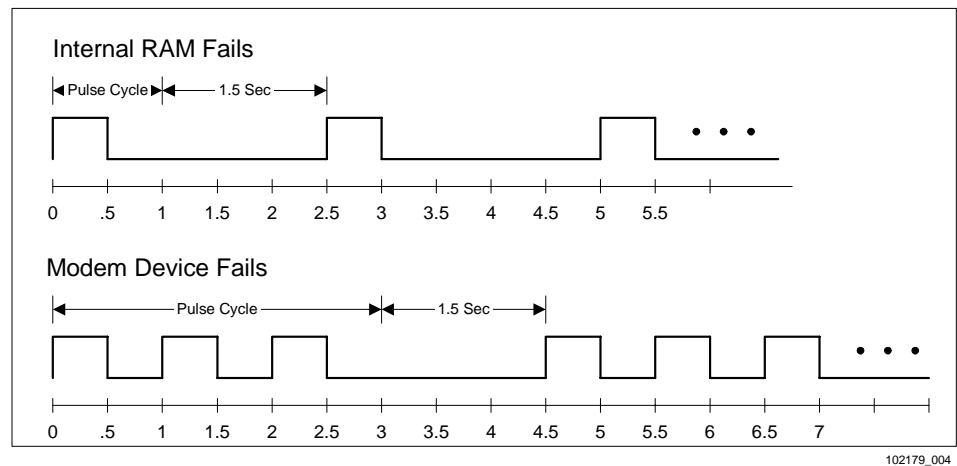 Internal RAM Fails
Pulse Cycle 1.5 Sec
0 .5 1 1.5 2 2.5 3 3.5 4 4.5 5 5.5
Modem Device Fails
Pulse Cycle 1.5 Sec
0 .5 1 1.5 2 2.5 3 3.5 4 4.5 5 5.5 6 6.5 7
102179_004